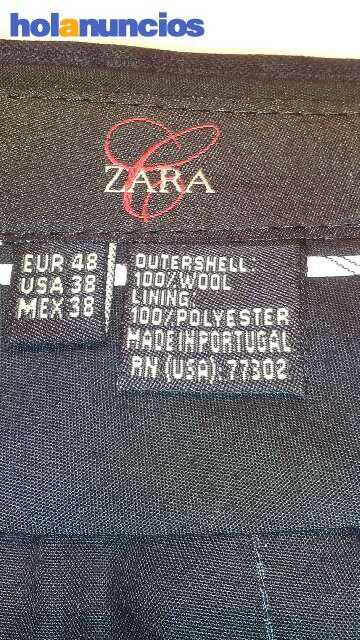 holanuncios
ZARA
EUR 48
USA 38
MEX 38
OUTERSHELL:
100%WOOL
LINING:
100%POLYESTER
MADE IN PORTUGAL
RN (USA): 77302